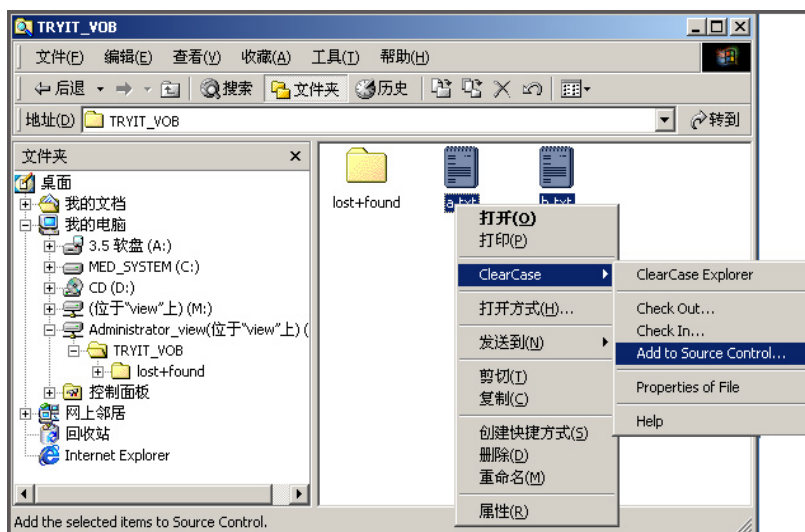 TRYIT_VOB
文件(F) 编辑(E) 查看(V) 收藏(A) 工具(T) 帮助(H)
后退 搜索 文件夹 历史
地址(D) TRYIT_VOB 转到
文件夹
桌面
我的文档
我的电脑
3.5 软盘 (A:)
MED_SYSTEM (C:)
CD (D:)
(位于"view"上) (M:)
Administrator_view(位于"view"上) (
TRYIT_VOB
lost+found
控制面板
网上邻居
回收站
Internet Explorer
lost+found
a.txt
b.txt
打开(O)
打印(P)
ClearCase
打开方式(H)...
发送到(N)
剪切(T)
复制(C)
创建快捷方式(S)
删除(D)
重命名(M)
属性(R)
ClearCase Explorer
Check Out...
Check In...
Add to Source Control...
Properties of File
Help
Add the selected items to Source Control.